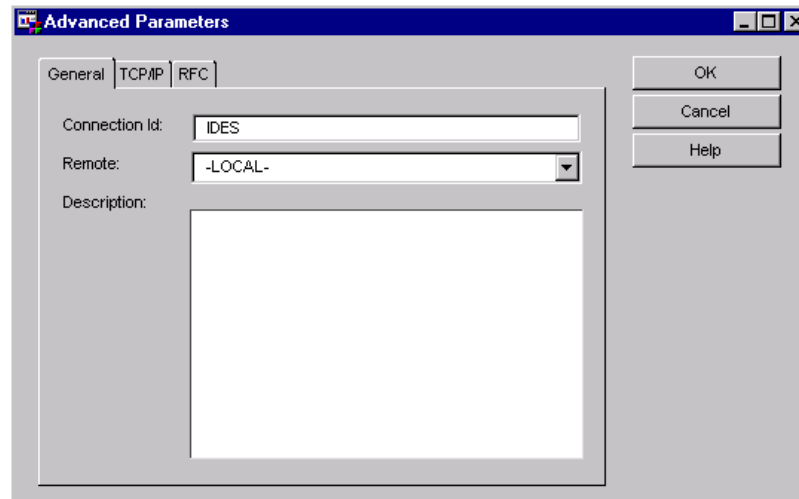 Advanced Parameters
General TCP/IP RFC
OK
Connection Id: IDES
Cancel
Remote: -LOCAL-
Help
Description: